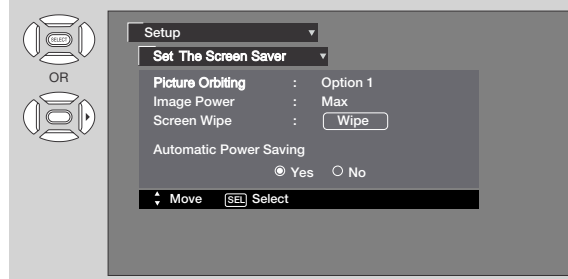 SELECT
OR
Setup
Set The Screen Saver
Picture Orbiting : Option 1
Image Power : Max
Screen Wipe : Wipe
Automatic Power Saving
Yes No
Move SEL Select